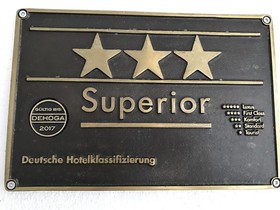 Superior
GÜLTIG BIS
DEHOGA
2017
***** Luxus
**** First Class
*** Komfort
** Standard
* Tourist
Deutsche Hotelklassifizierung